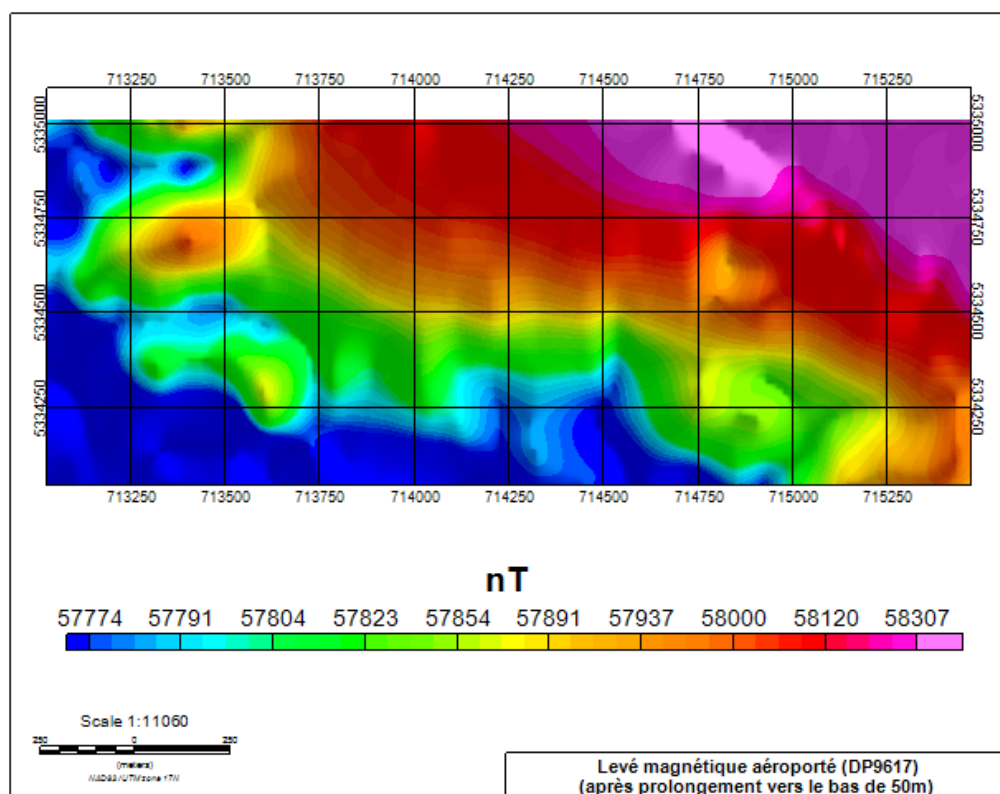 713250 713500 713750 714000 714250 714500 714750 715000 715250
5335000 5335000
5334750 5334750
5334500 5334500
5334250 5334250
713250 713500 713750 714000 714250 714500 714750 715000 715250
nT
57774 57791 57804 57823 57854 57891 57937 58000 58120 58307
Scale 1:11060
250 0 250
(meters)
NAD83 / UTM zone 17N
Levé magnétique aéroporté (DP9617)
(après prolongement vers le bas de 50m)